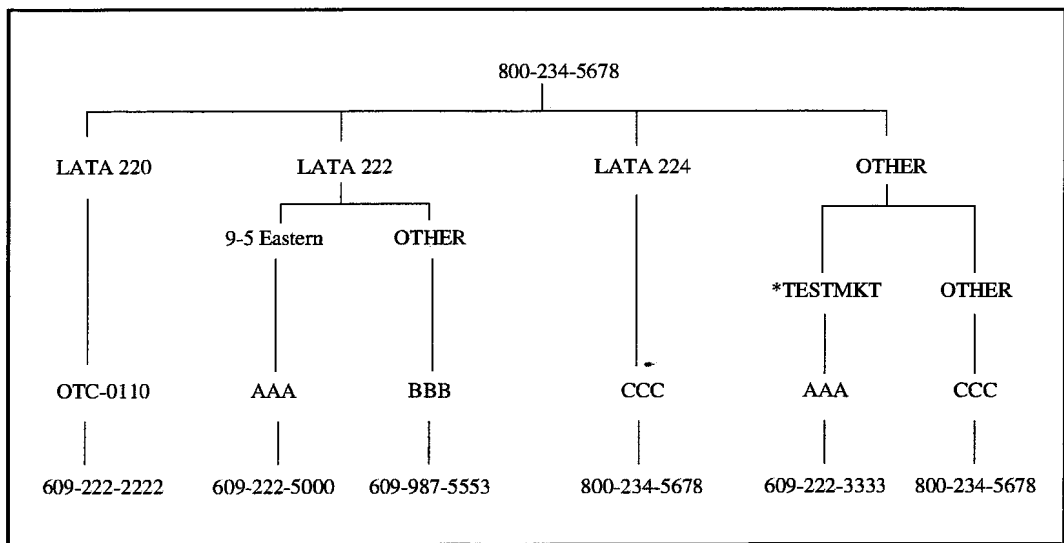 800-234-5678
LATA 220 LATA 222 LATA 224 OTHER
9-5 Eastern OTHER
*TESTMKT OTHER
OTC-0110 AAA BBB CCC AAA CCC
609-222-2222 609-222-5000 609-987-5553 800-234-5678 609-222-3333 800-234-5678